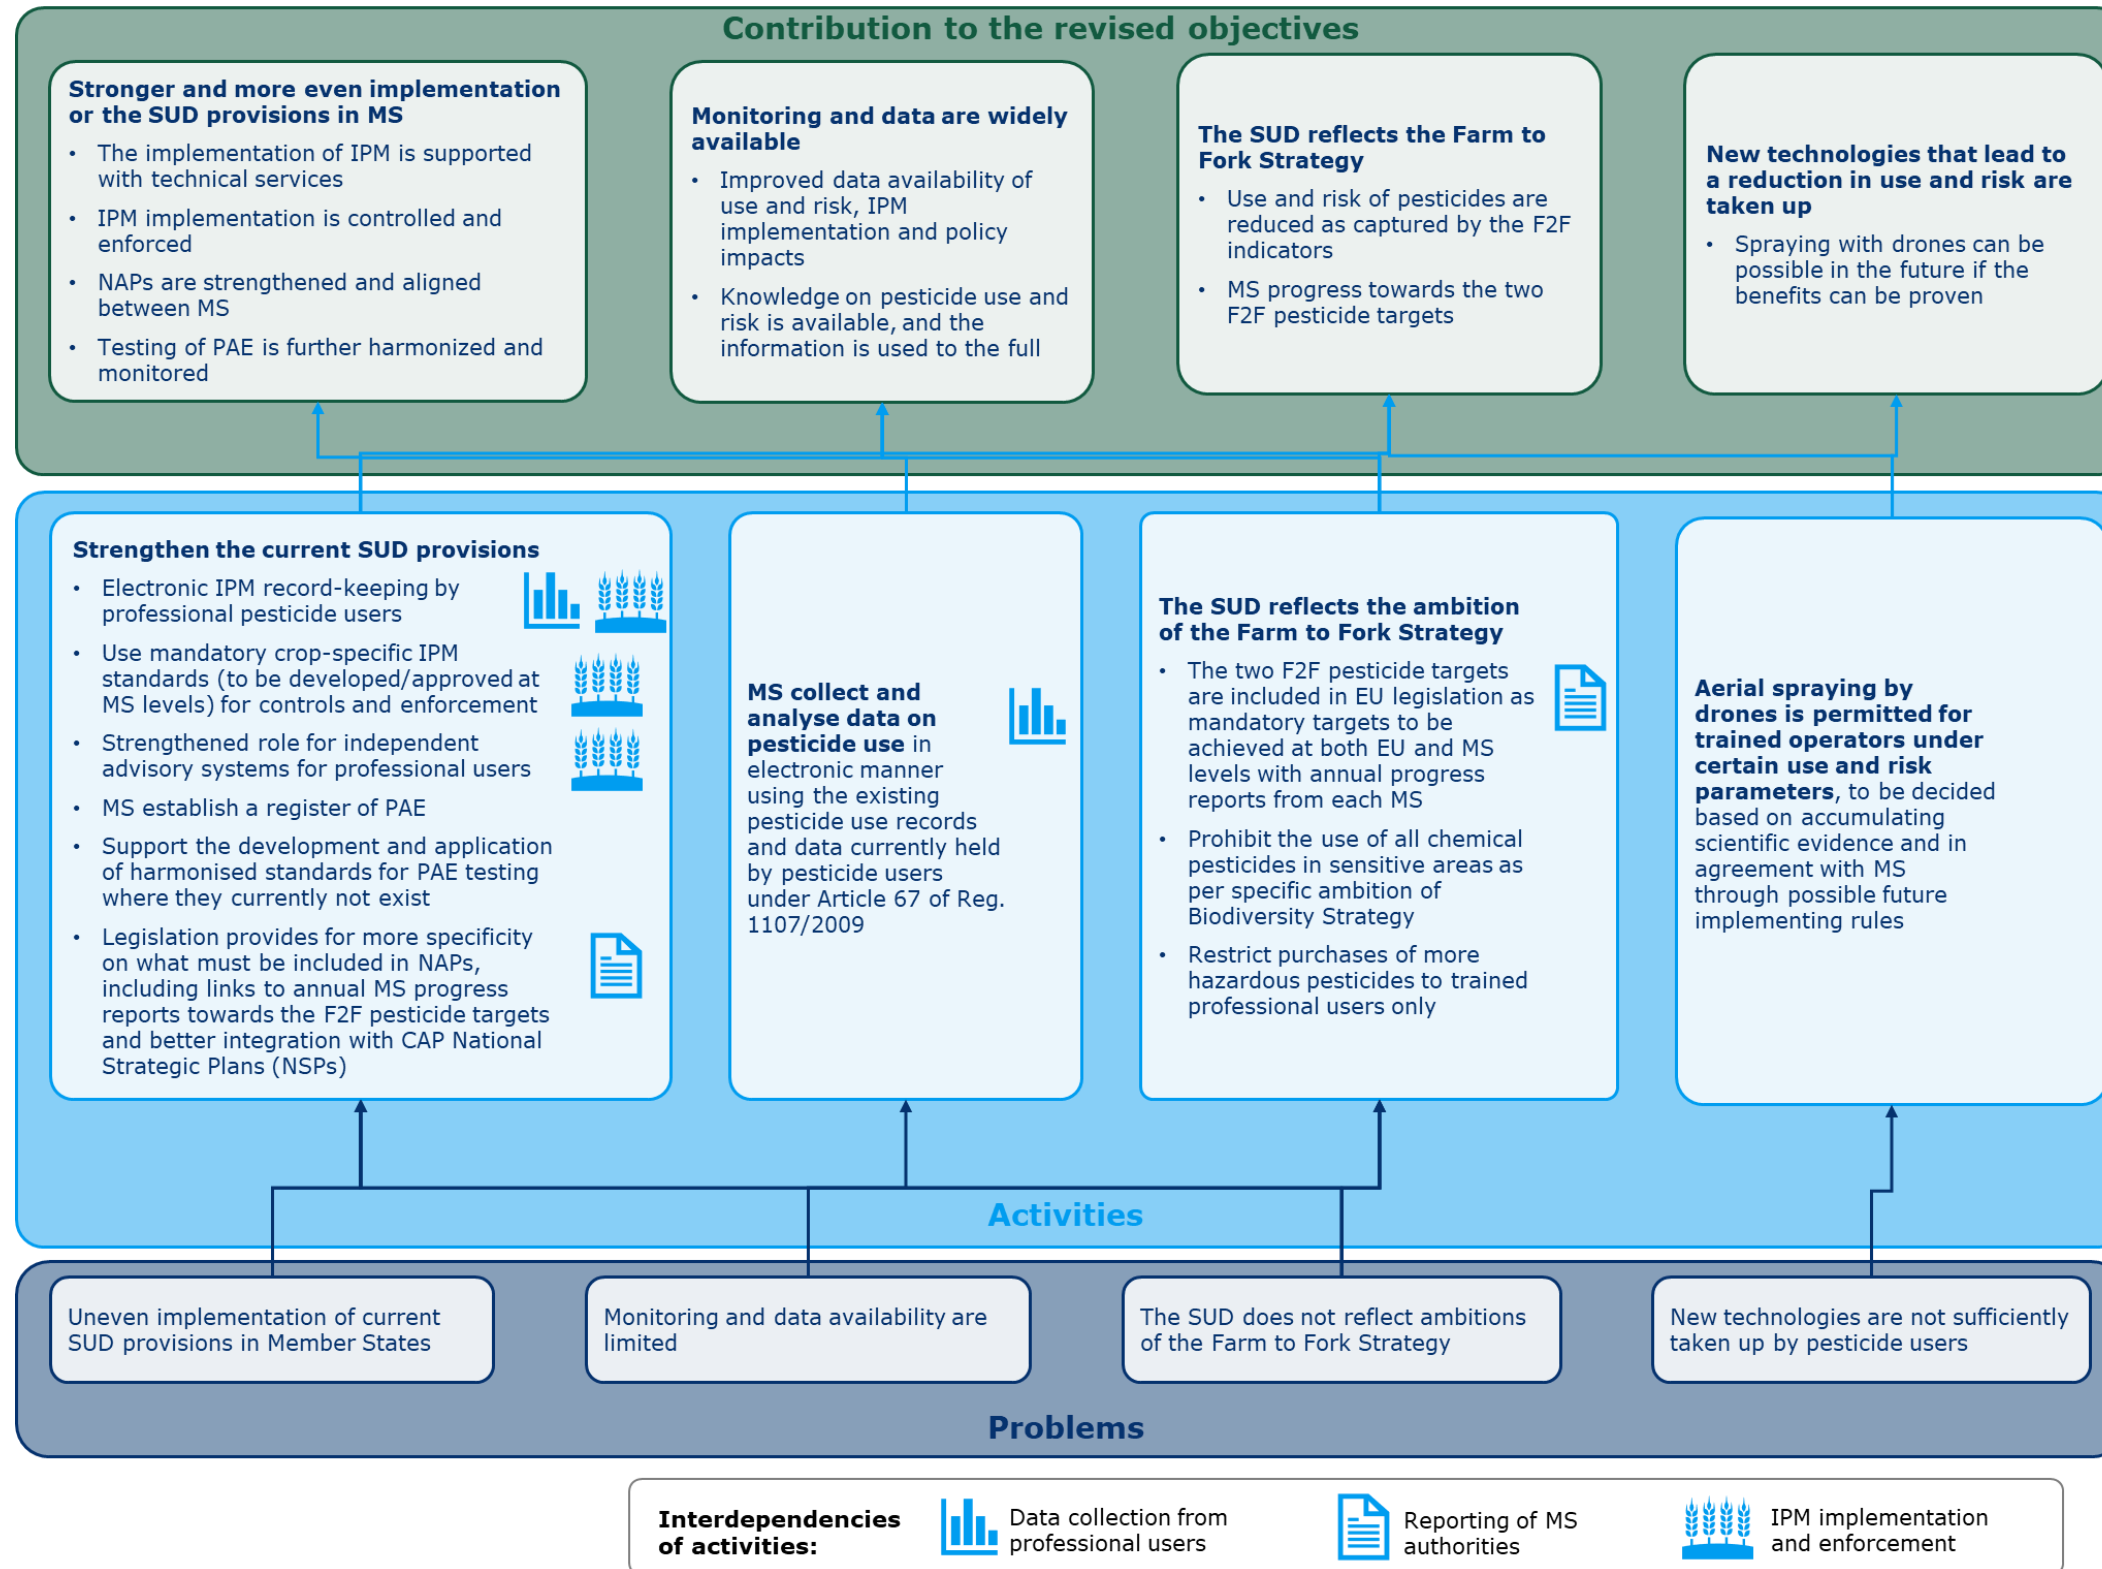 Contribution to the revised objectives
Stronger and more even implementation
or the SUD provisions in MS
• The implementation of IPM is supported
with technical services
• IPM implementation is controlled and
enforced
• NAPs are strengthened and aligned
between MS
• Testing of PAE is further harmonized and
monitored
Monitoring and data are widely
available
• Improved data availability of
use and risk, IPM
implementation and policy
impacts
• Knowledge on pesticide use and
risk is available, and the
information is used to the full
The SUD reflects the Farm to
Fork Strategy
• Use and risk of pesticides are
reduced as captured by the F2F
indicators
• MS progress towards the two
F2F pesticide targets
New technologies that lead to
a reduction in use and risk are
taken up
• Spraying with drones can be
possible in the future if the
benefits can be proven
Strengthen the current SUD provisions
• Electronic IPM record-keeping by
professional pesticide users
• Use mandatory crop-specific IPM
standards (to be developed/approved at
MS levels) for controls and enforcement
• Strengthened role for independent
advisory systems for professional users
• MS establish a register of PAE
• Support the development and application
of harmonised standards for PAE testing
where they currently not exist
• Legislation provides for more specificity
on what must be included in NAPs,
including links to annual MS progress
reports towards the F2F pesticide targets
and better integration with CAP National
Strategic Plans (NSPs)
MS collect and
analyse data on
pesticide use in
electronic manner
using the existing
pesticide use records
and data currently held
by pesticide users
under Article 67 of Reg.
1107/2009
The SUD reflects the ambition
of the Farm to Fork Strategy
• The two F2F pesticide targets
are included in EU legislation as
mandatory targets to be
achieved at both EU and MS
levels with annual progress
reports from each MS
• Prohibit the use of all chemical
pesticides in sensitive areas as
per specific ambition of
Biodiversity Strategy
• Restrict purchases of more
hazardous pesticides to trained
professional users only
Aerial spraying by
drones is permitted for
trained operators under
certain use and risk
parameters, to be decided
based on accumulating
scientific evidence and in
agreement with MS
through possible future
implementing rules
Activities
Uneven implementation of current
SUD provisions in Member States
Monitoring and data availability are
limited
The SUD does not reflect ambitions
of the Farm to Fork Strategy
New technologies are not sufficiently
taken up by pesticide users
Problems
Interdependencies
of activities:
Data collection from
professional users
Reporting of MS
authorities
IPM implementation
and enforcement